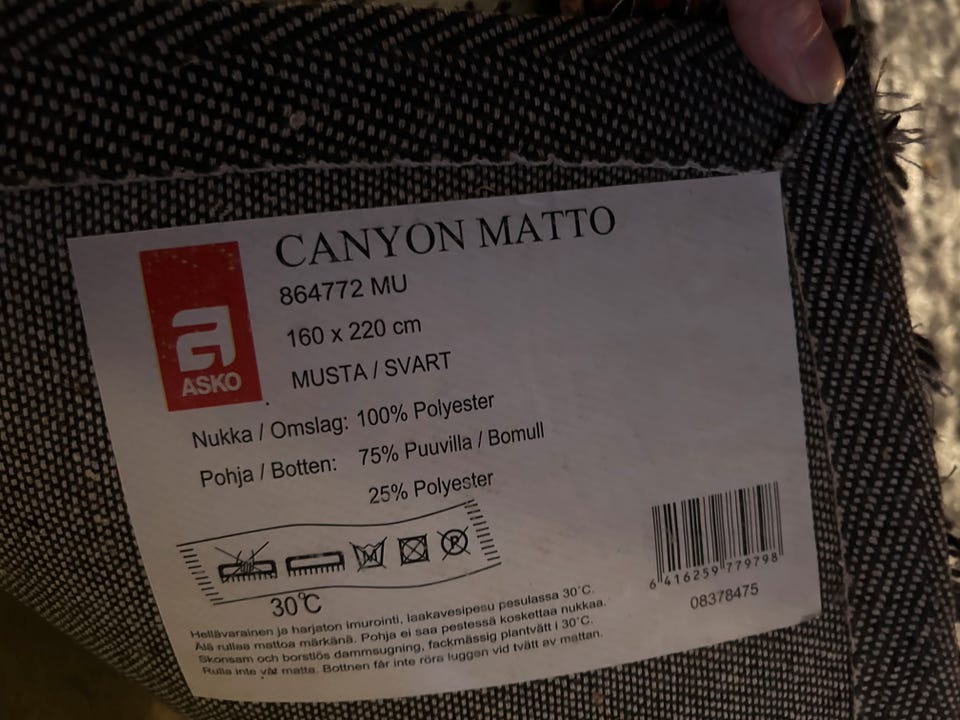 CANYON MATTO
864772 MU
160 x 220 cm
MUSTA / SVART
ASKO
Nukka / Omslag: 100% Polyester
Pohja / Botten: 75% Puuvilla / Bomull
25% Polyester
P
30°C
6 416259 779798
08378475
Hellävarainen ja harjaton imurointi, laakavesipesu pesulassa 30°C.
Älä rullaa mattoa märkänä. Pohja ei saa pestessä koskettaa nukkaa.
Skonsam och borstlös dammsugning, fackmässig plantvätt i 30°C.
Rulla inte våt matta. Bottnen får inte röra luggen vid tvätt av mattan.